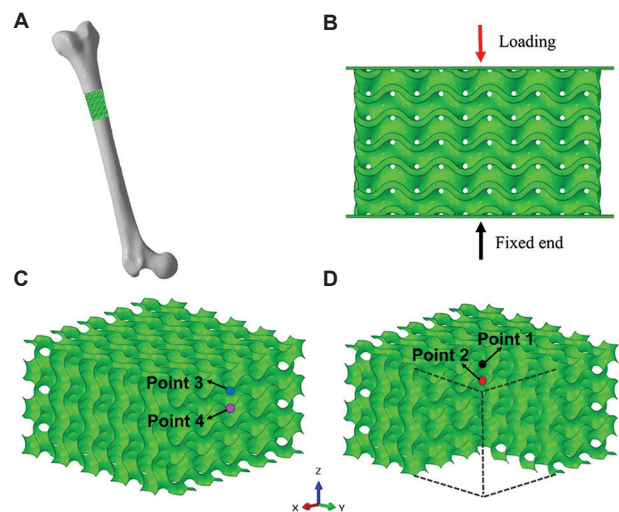 A
B
Loading
Fixed end
C
D
Point 3
Point 4
Point 1
Point 2
Z
X
Y